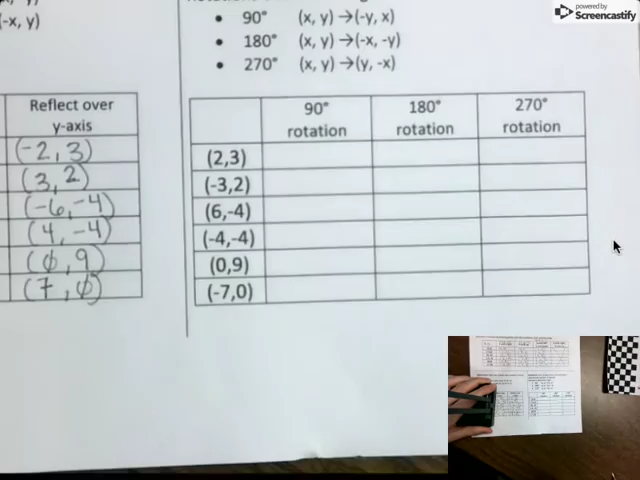 (-x, y)
• 90° (x, y) →(-y, x)
• 180° (x, y) →(-x, -y)
• 270° (x, y) →(y, -x)
Reflect over
y-axis
(-2, 3)
(3, 2)
(-6, -4)
(4, -4)
(0, 9)
(7, 0)
90°
rotation
180°
rotation
270°
rotation
(2,3)
(-3,2)
(6,-4)
(-4,-4)
(0,9)
(-7,0)
powered by
Screencastify